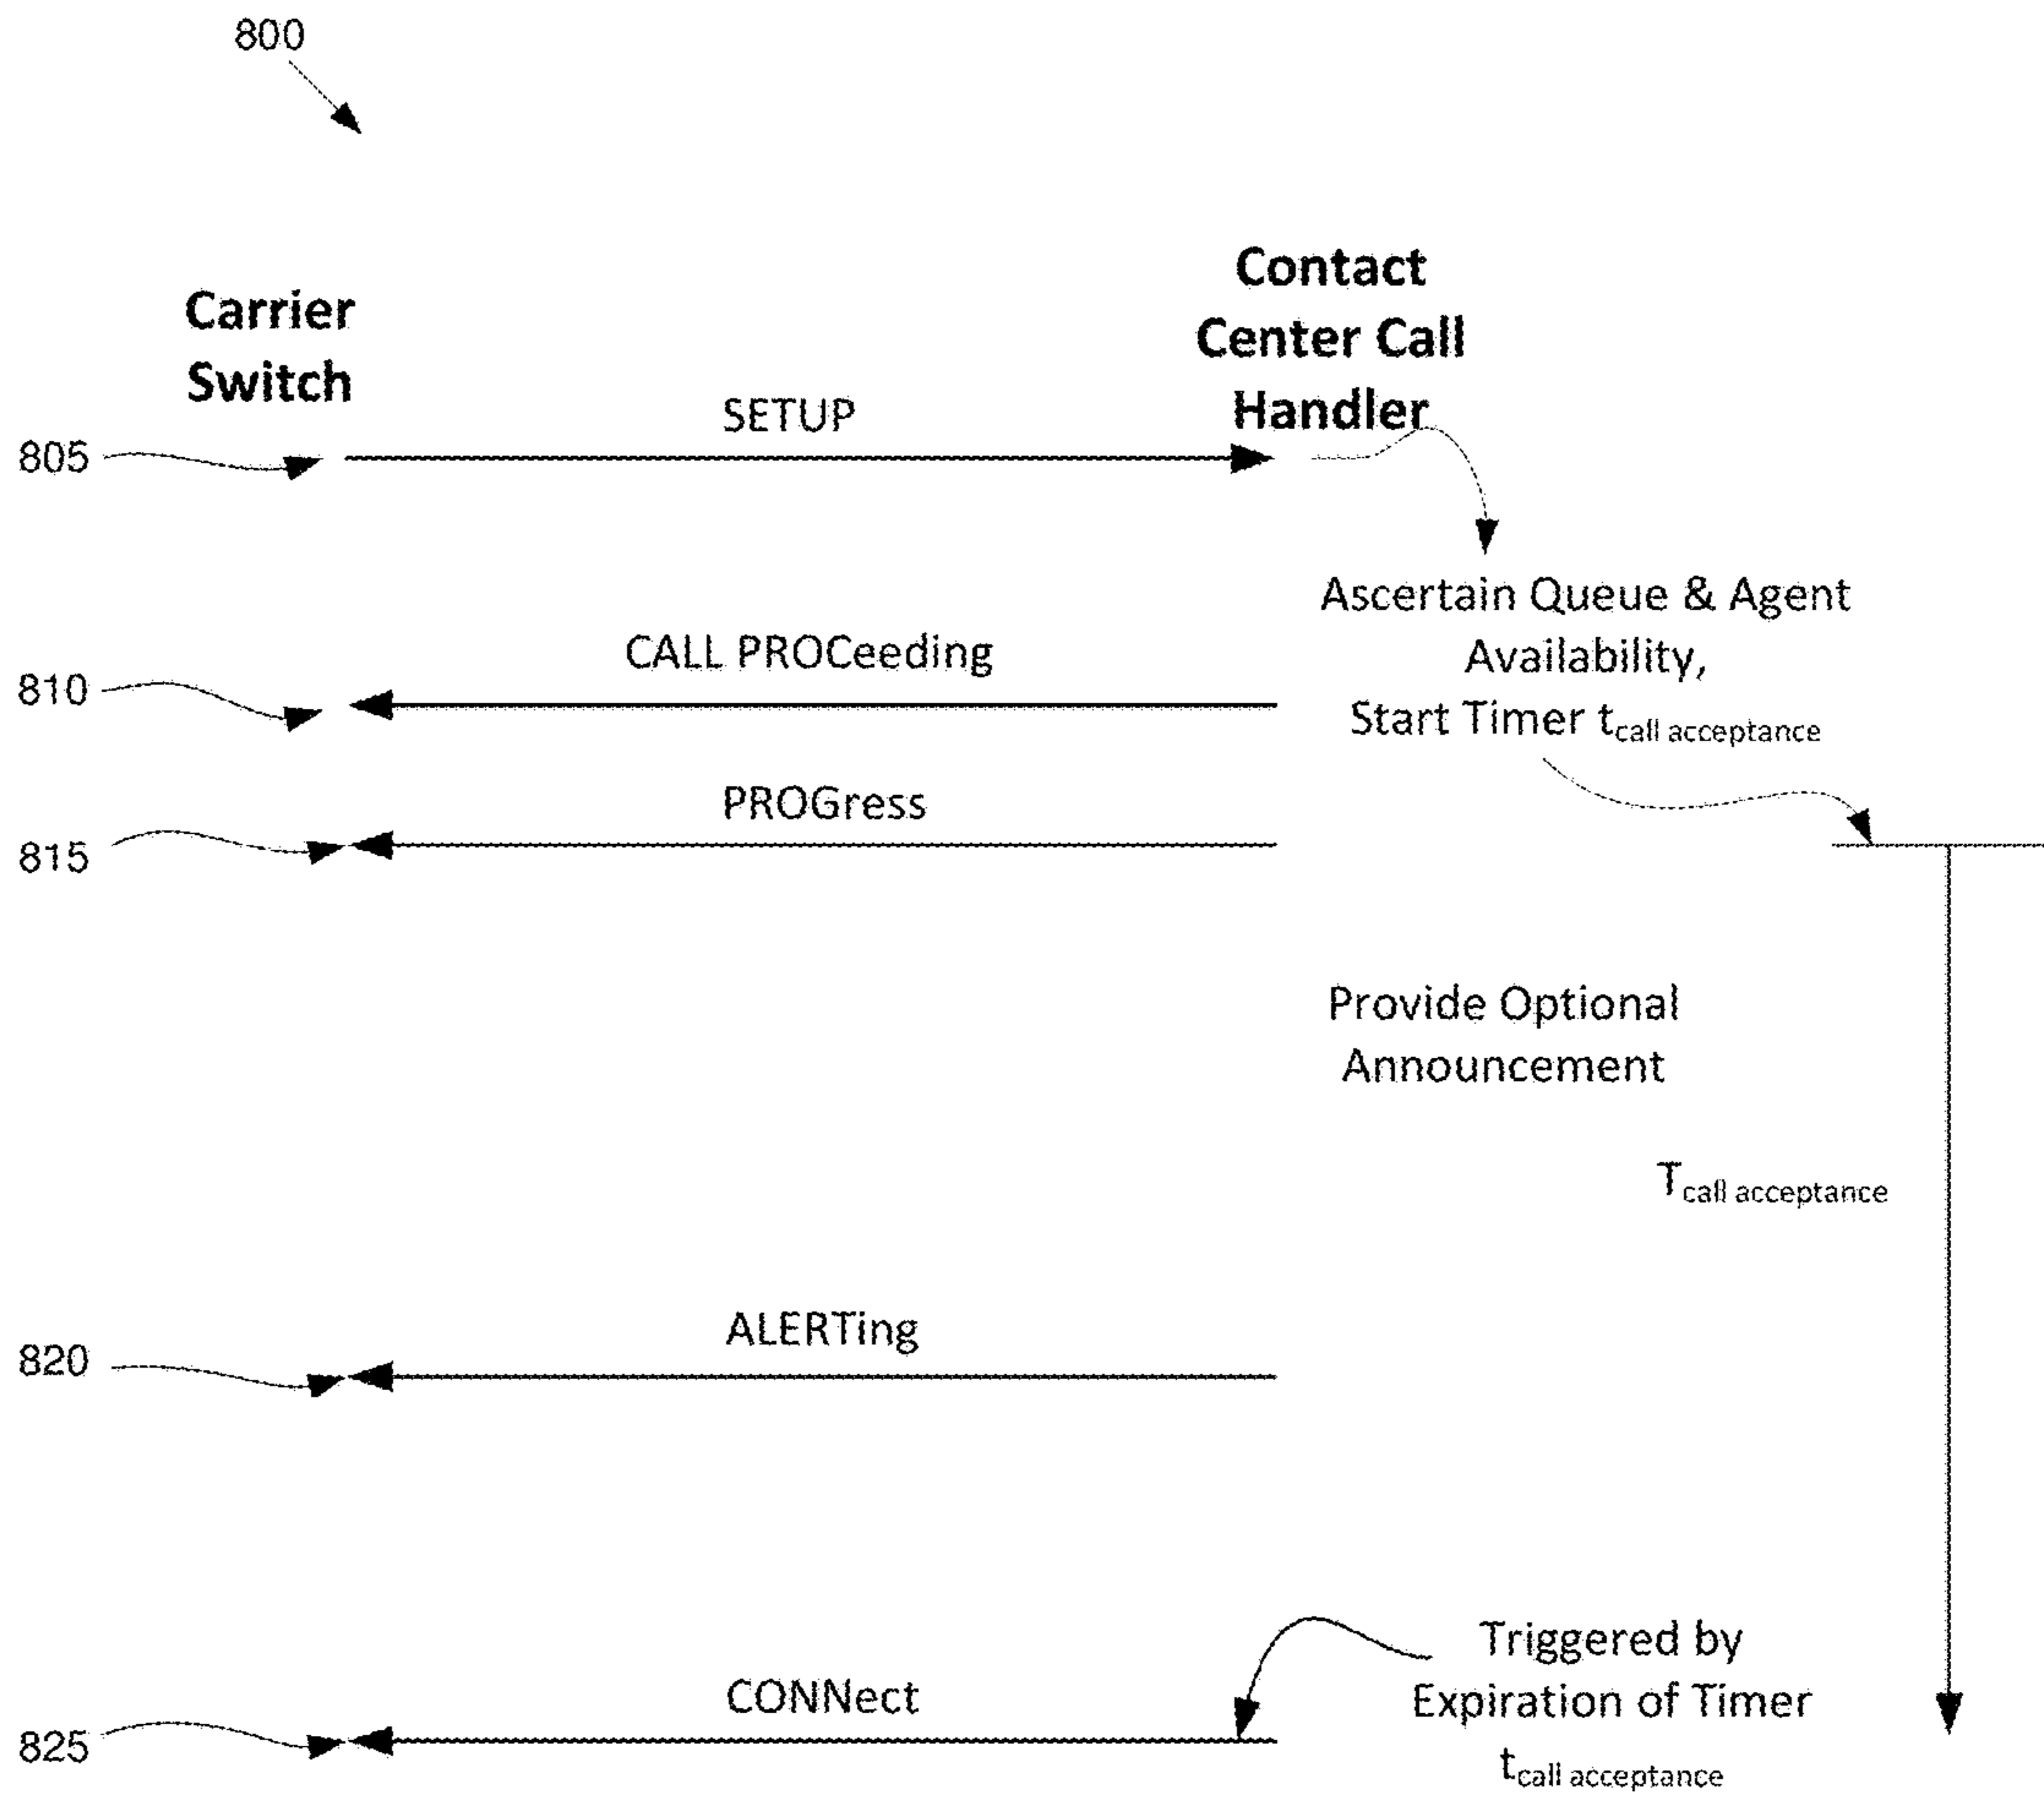 800
Carrier
Switch
Contact
Center Call
Handler
SETUP
805
Ascertain Queue & Agent
Availability,
Start Timer tcall acceptance
CALL PROCeeding
810
PROGress
815
Provide Optional
Announcement
Tcall acceptance
ALERTing
820
Triggered by
Expiration of Timer
tcall acceptance
CONNect
825